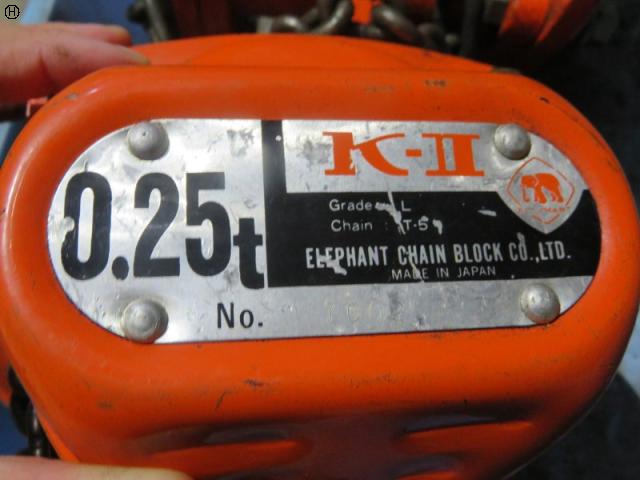 H
0.25t
K-II
Grade : L
Chain : T-5
ELEPHANT CHAIN BLOCK CO.,LTD.
MADE IN JAPAN
No.